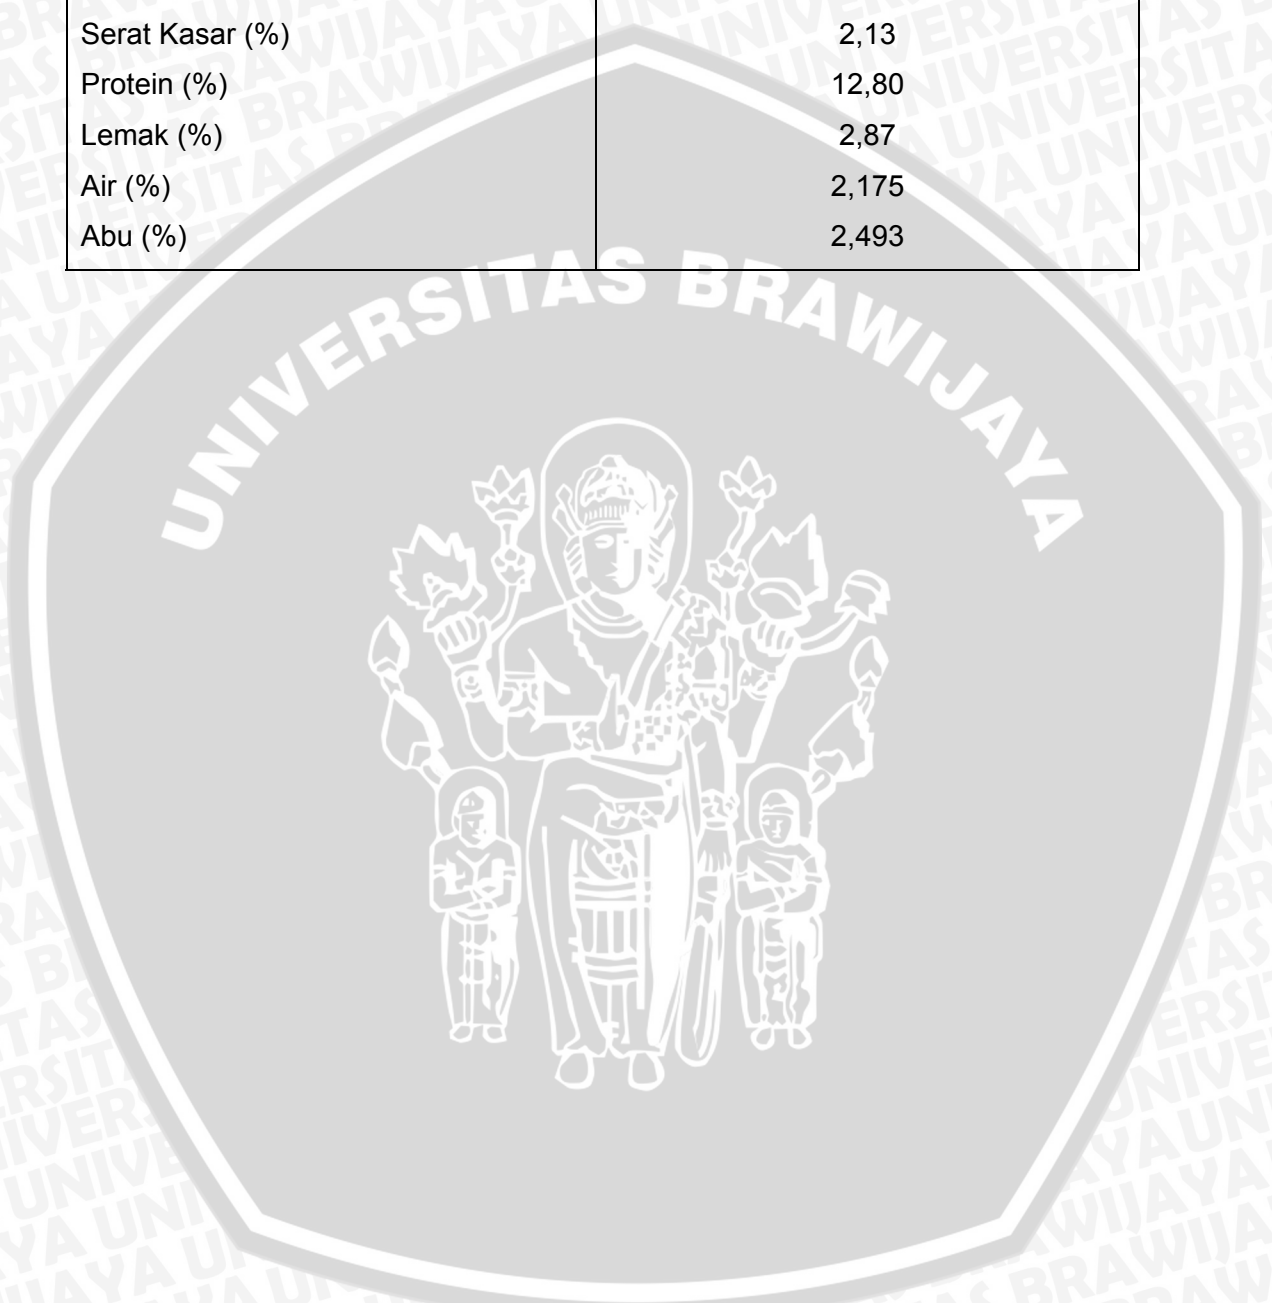 Serat Kasar (%) 2,13
Protein (%) 12,80
Lemak (%) 2,87
Air (%) 2,175
Abu (%) 2,493
UNIVERSITAS BRAWIJAYA